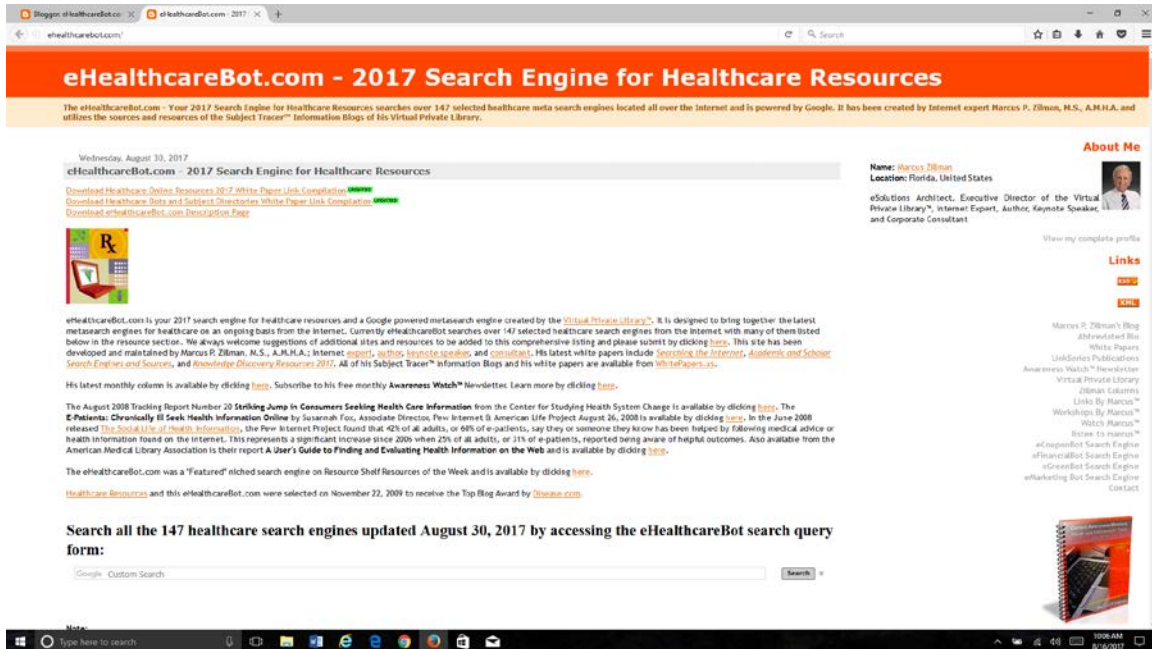 Blogger: eHealthcareBot.co
eHealthcareBot.com - 2017
ehealthcarebot.com/
Search
eHealthcareBot.com - 2017 Search Engine for Healthcare Resources
The eHealthcareBot.com - Your 2017 Search Engine for Healthcare Resources searches over 147 selected healthcare meta search engines located all over the Internet and is powered by Google. It has been created by Internet expert Marcus P. Zillman, M.S., A.M.H.A. and
utilizes the sources and resources of the Subject Tracer™ Information Blogs of his Virtual Private Library.
Wednesday, August 30, 2017
eHealthcareBot.com - 2017 Search Engine for Healthcare Resources
Download Healthcare Online Resources 2017 White Paper Link Compilation UPDATED
Download Healthcare Bots and Subject Directories White Paper Link Compilation UPDATED
Download eHealthcareBot.com Description Page
Rx
eHealthcareBot.com is your 2017 search engine for healthcare resources and a Google powered metasearch engine created by the Virtual Private Library™. It is designed to bring together the latest
metasearch engines for healthcare on an ongoing basis from the Internet. Currently eHealthcareBot searches over 147 selected healthcare search engines from the Internet with many of them listed
below in the resource section. We always welcome suggestions of additional sites and resources to be added to this comprehensive listing and please submit by clicking here. This site has been
developed and maintained by Marcus P. Zillman, M.S., A.M.H.A.; Internet expert, author, keynote speaker, and consultant. His latest white papers include Searching the Internet, Academic and Scholar
Search Engines and Sources, and Knowledge Discovery Resources 2017. All of his Subject Tracer™ Information Blogs and his white papers are available from WhitePapers.us.
His latest monthly column is available by clicking here. Subscribe to his free monthly Awareness Watch™ Newsletter. Learn more by clicking here.
The August 2008 Tracking Report Number 20 Striking Jump in Consumers Seeking Health Care Information from the Center for Studying Health System Change is available by clicking here. The
E-Patients: Chronically Ill Seek Health Information Online by Susannah Fox, Associate Director, Pew Internet & American Life Project August 26, 2008 is available by clicking here. In the June 2008
released The Social Life of Health Information, the Pew Internet Project found that 42% of all adults, or 60% of e-patients, say they or someone they know has been helped by following medical advice or
health information found on the internet. This represents a significant increase since 2006 when 25% of all adults, or 31% of e-patients, reported being aware of helpful outcomes. Also available from the
American Medical Library Association is their report A User's Guide to Finding and Evaluating Health Information on the Web and is available by clicking here.
The eHealthcareBot.com was a "Featured" niched search engine on Resource Shelf Resources of the Week and is available by clicking here.
Healthcare Resources and this eHealthcareBot.com were selected on November 22, 2009 to receive the Top Blog Award by Disease.com.
Search all the 147 healthcare search engines updated August 30, 2017 by accessing the eHealthcareBot search query
form:
Google Custom Search
Search
Note:
About Me
Name: Marcus Zillman
Location: Florida, United States
eSolutions Architect, Executive Director of the Virtual
Private Library™, Internet Expert, Author, Keynote Speaker,
and Corporate Consultant
View my complete profile
Links
RSS
XML
Marcus P. Zillman's Blog
Abbreviated Bio
White Papers
LinkSeries Publications
Awareness Watch™ Newsletter
Virtual Private Library
Zillman Columns
Links By Marcus™
Workshops By Marcus™
Watch Marcus™
listen to marcus™
eCouponBot Search Engine
eFinancialBot Search Engine
eGreenBot Search Engine
eMarketing Bot Search Engine
Contact
Type here to search
10:06 AM
8/16/2017